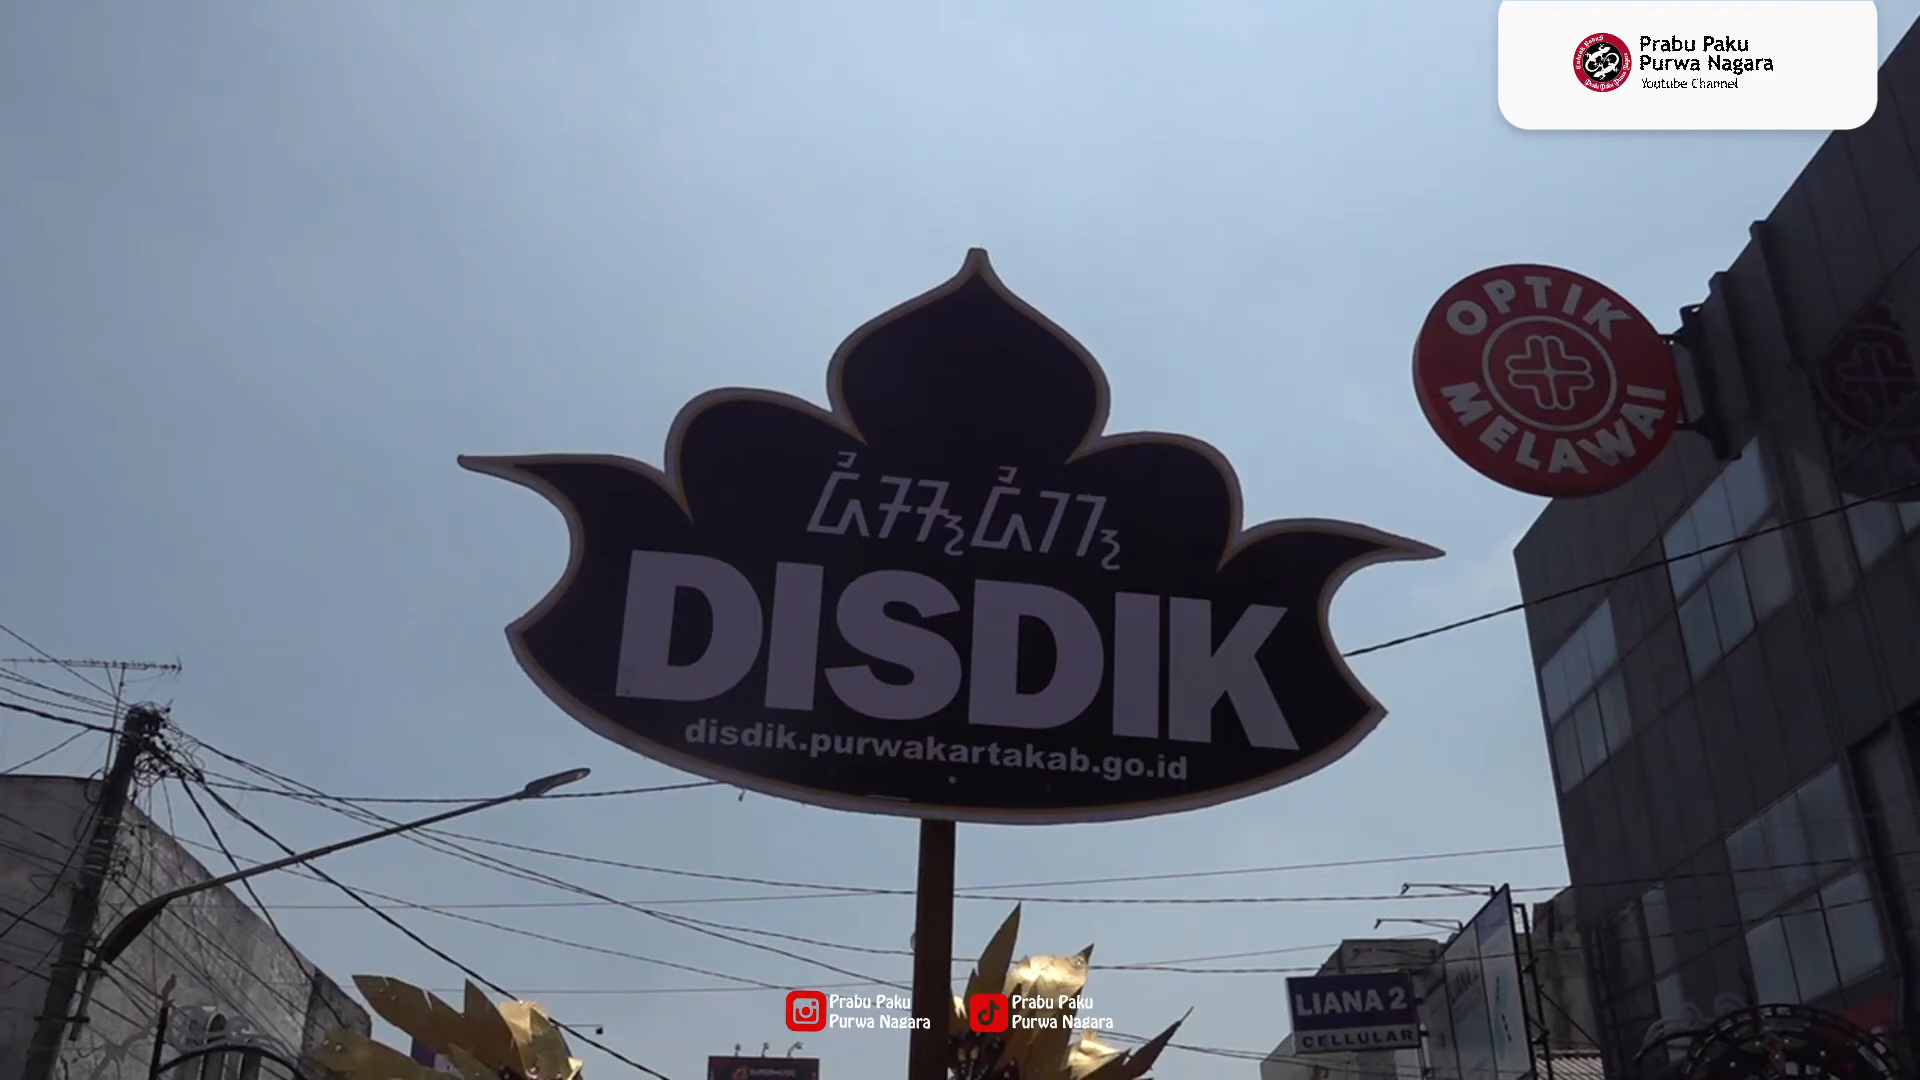 Prabu Paku
Purwa Nagara
Youtube Channel
OPTIK
MELAWAI
ᮓᮤᮞ᮪ᮓᮤᮊ᮪
DISDIK
disdik.purwakartakab.go.id
LIANA 2
CELLULAR
Prabu Paku
Purwa Nagara
Prabu Paku
Purwa Nagara